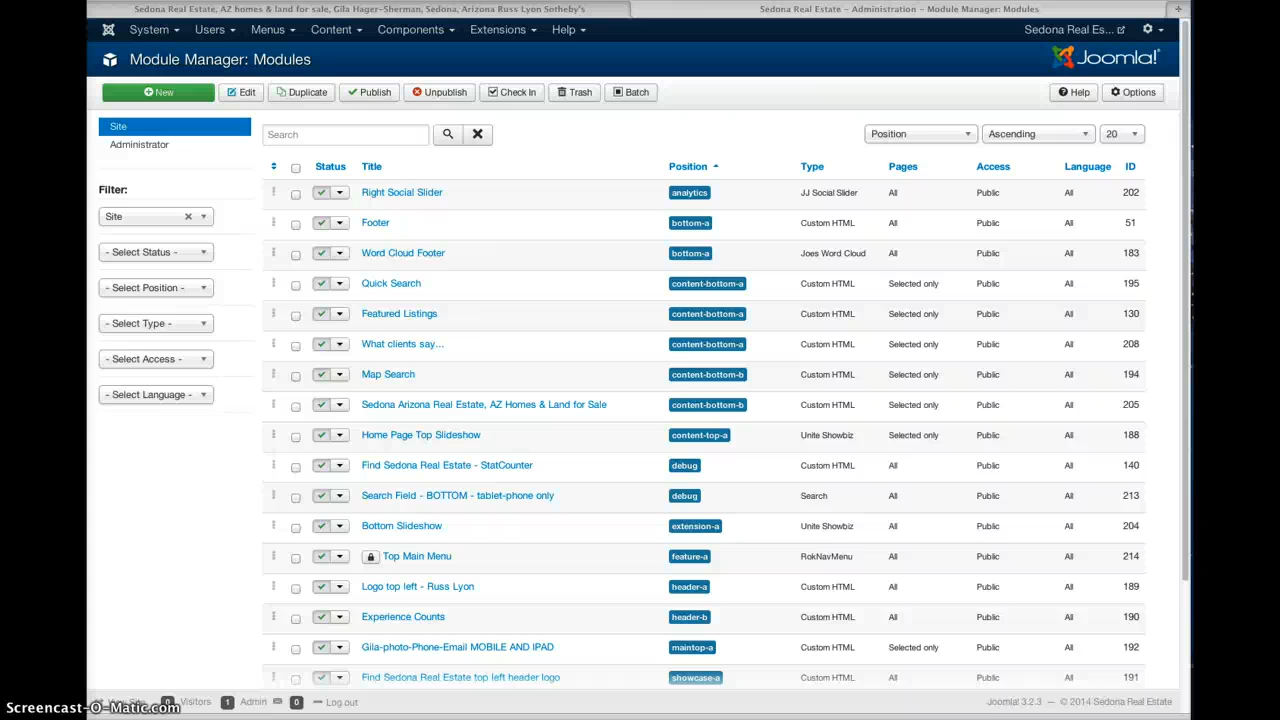 Sedona Real Estate, AZ homes & land for sale, Gila Hager-Sherman, Sedona, Arizona Russ Lyon Sotheby's
Sedona Real Estate - Administration - Module Manager: Modules
System Users Menus Content Components Extensions Help Sedona Real Es...
Module Manager: Modules
Joomla!
New Edit Duplicate Publish Unpublish Check In Trash Batch Help Options
Site
Administrator
Filter:
Site
- Select Status -
- Select Position -
- Select Type -
- Select Access -
- Select Language -
Search Position Ascending 20
Status Title Position Type Pages Access Language ID
Right Social Slider analytics JJ Social Slider All Public All 202
Footer bottom-a Custom HTML All Public All 51
Word Cloud Footer bottom-a Joes Word Cloud All Public All 183
Quick Search content-bottom-a Custom HTML Selected only Public All 195
Featured Listings content-bottom-a Custom HTML Selected only Public All 130
What clients say... content-bottom-a Custom HTML Selected only Public All 208
Map Search content-bottom-b Custom HTML Selected only Public All 194
Sedona Arizona Real Estate, AZ Homes & Land for Sale content-bottom-b Custom HTML Selected only Public All 205
Home Page Top Slideshow content-top-a Unite Showbiz Selected only Public All 188
Find Sedona Real Estate - StatCounter debug Custom HTML All Public All 140
Search Field - BOTTOM - tablet-phone only debug Search All Public All 213
Bottom Slideshow extension-a Unite Showbiz All Public All 204
Top Main Menu feature-a RokNavMenu All Public All 214
Logo top left - Russ Lyon header-a Custom HTML All Public All 189
Experience Counts header-b Custom HTML All Public All 190
Gila-photo-Phone-Email MOBILE AND IPAD maintop-a Custom HTML Selected only Public All 192
Find Sedona Real Estate top left header logo showcase-a Custom HTML All Public All 191
0 Visitors 1 Admin 0 Log out Joomla! 3.2.3 — © 2014 Sedona Real Estate
Screencast-O-Matic.com